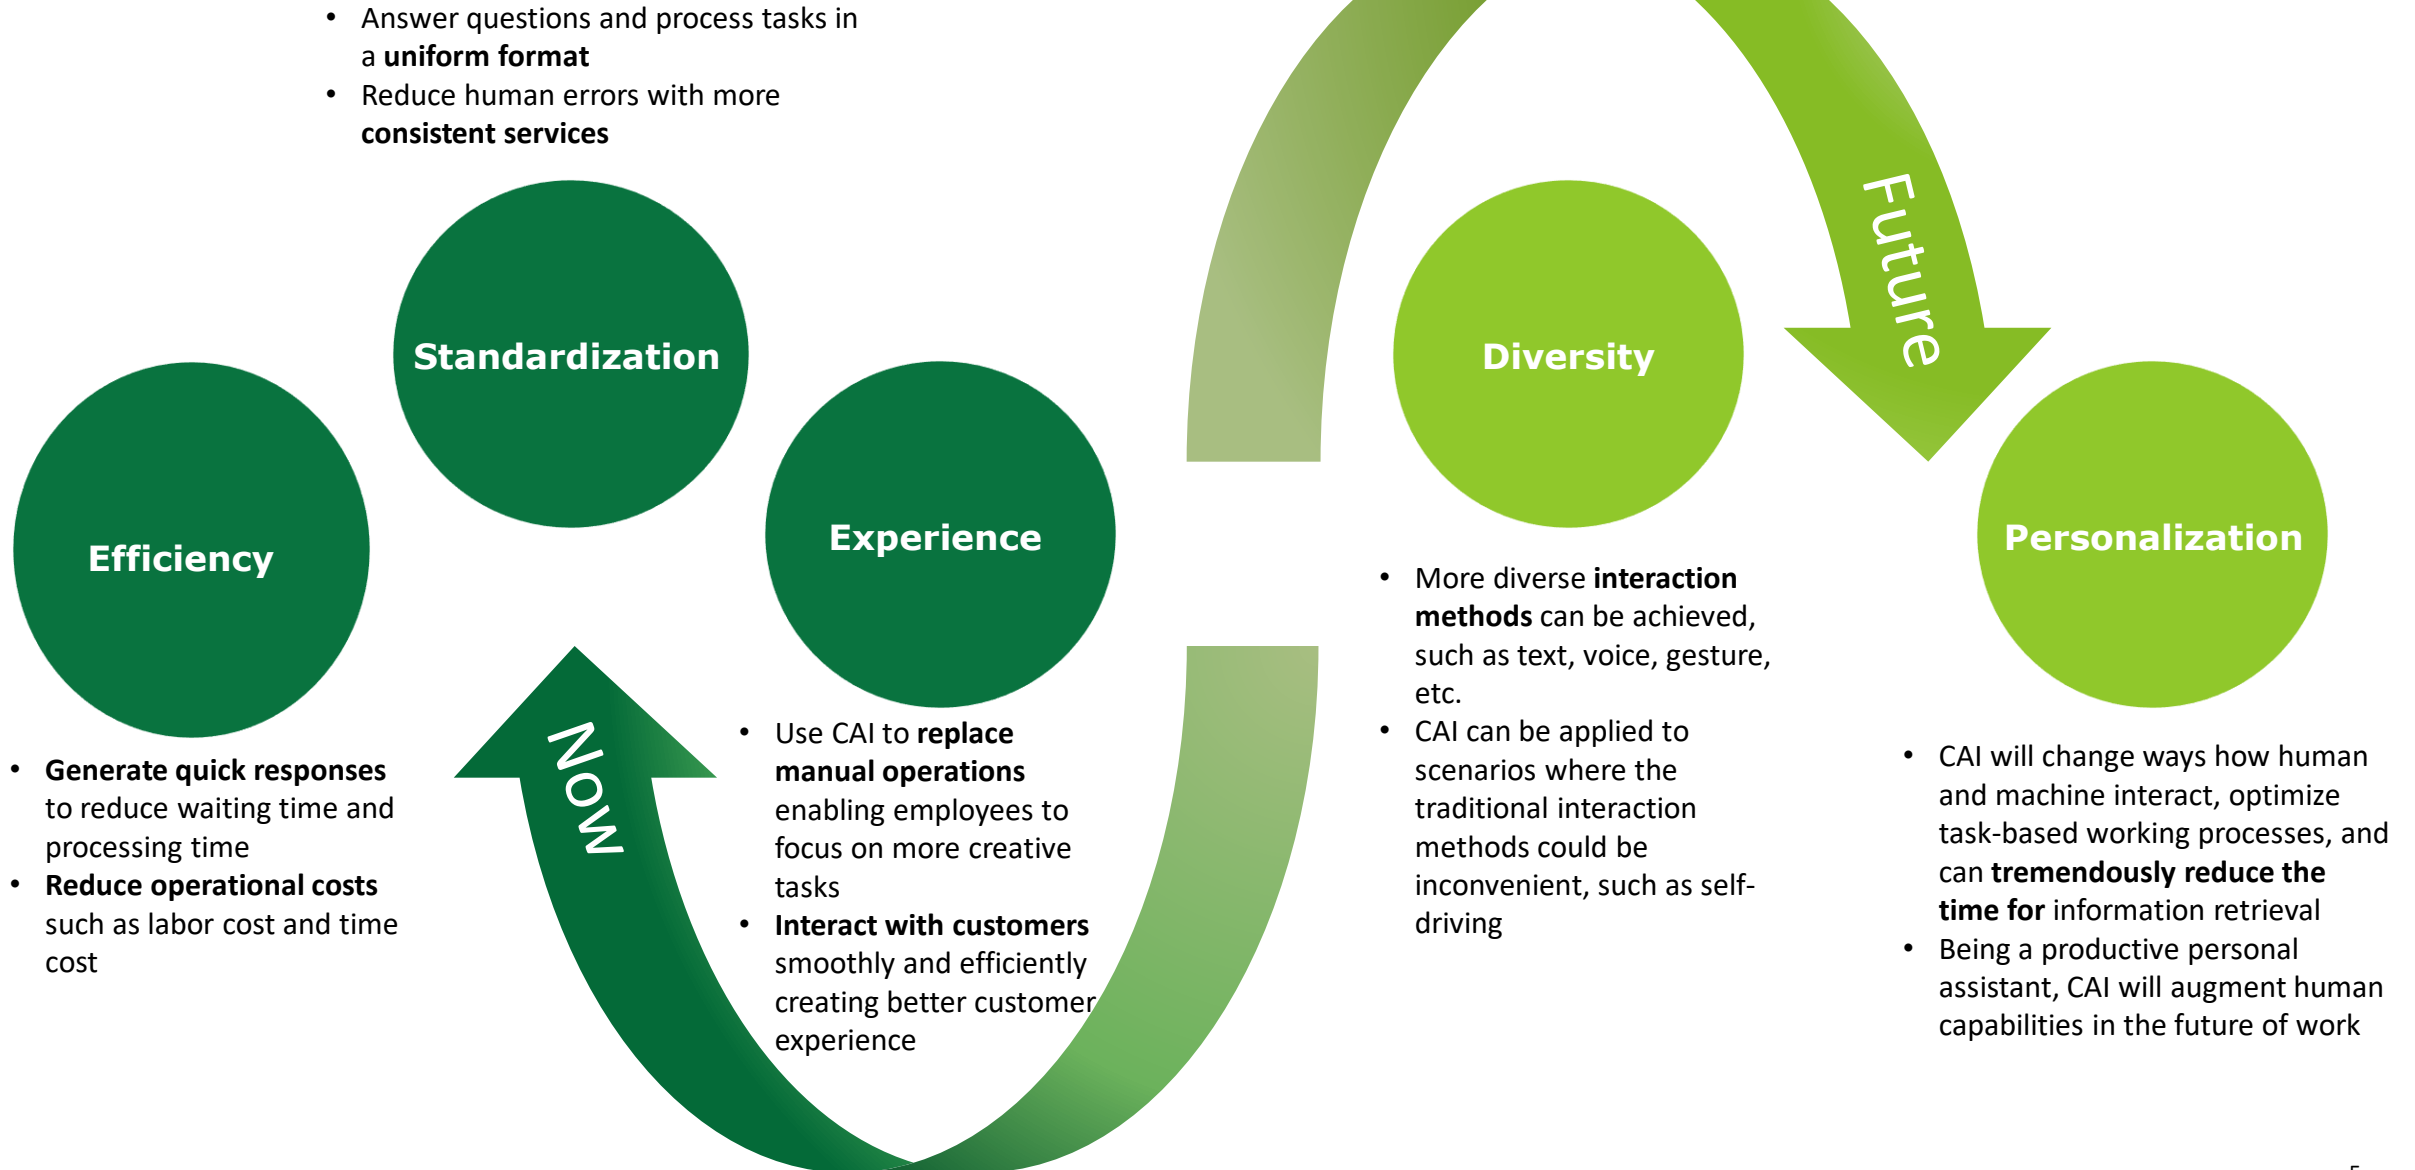 • Answer questions and process tasks in
a uniform format
• Reduce human errors with more
consistent services
Standardization
Efficiency
• Generate quick responses
to reduce waiting time and
processing time
• Reduce operational costs
such as labor cost and time
cost
Experience
• Use CAI to replace
manual operations
enabling employees to
focus on more creative
tasks
• Interact with customers
smoothly and efficiently
creating better customer
experience
Now
Future
Diversity
• More diverse interaction
methods can be achieved,
such as text, voice, gesture,
etc.
• CAI can be applied to
scenarios where the
traditional interaction
methods could be
inconvenient, such as self-
driving
Personalization
• CAI will change ways how human
and machine interact, optimize
task-based working processes, and
can tremendously reduce the
time for information retrieval
• Being a productive personal
assistant, CAI will augment human
capabilities in the future of work